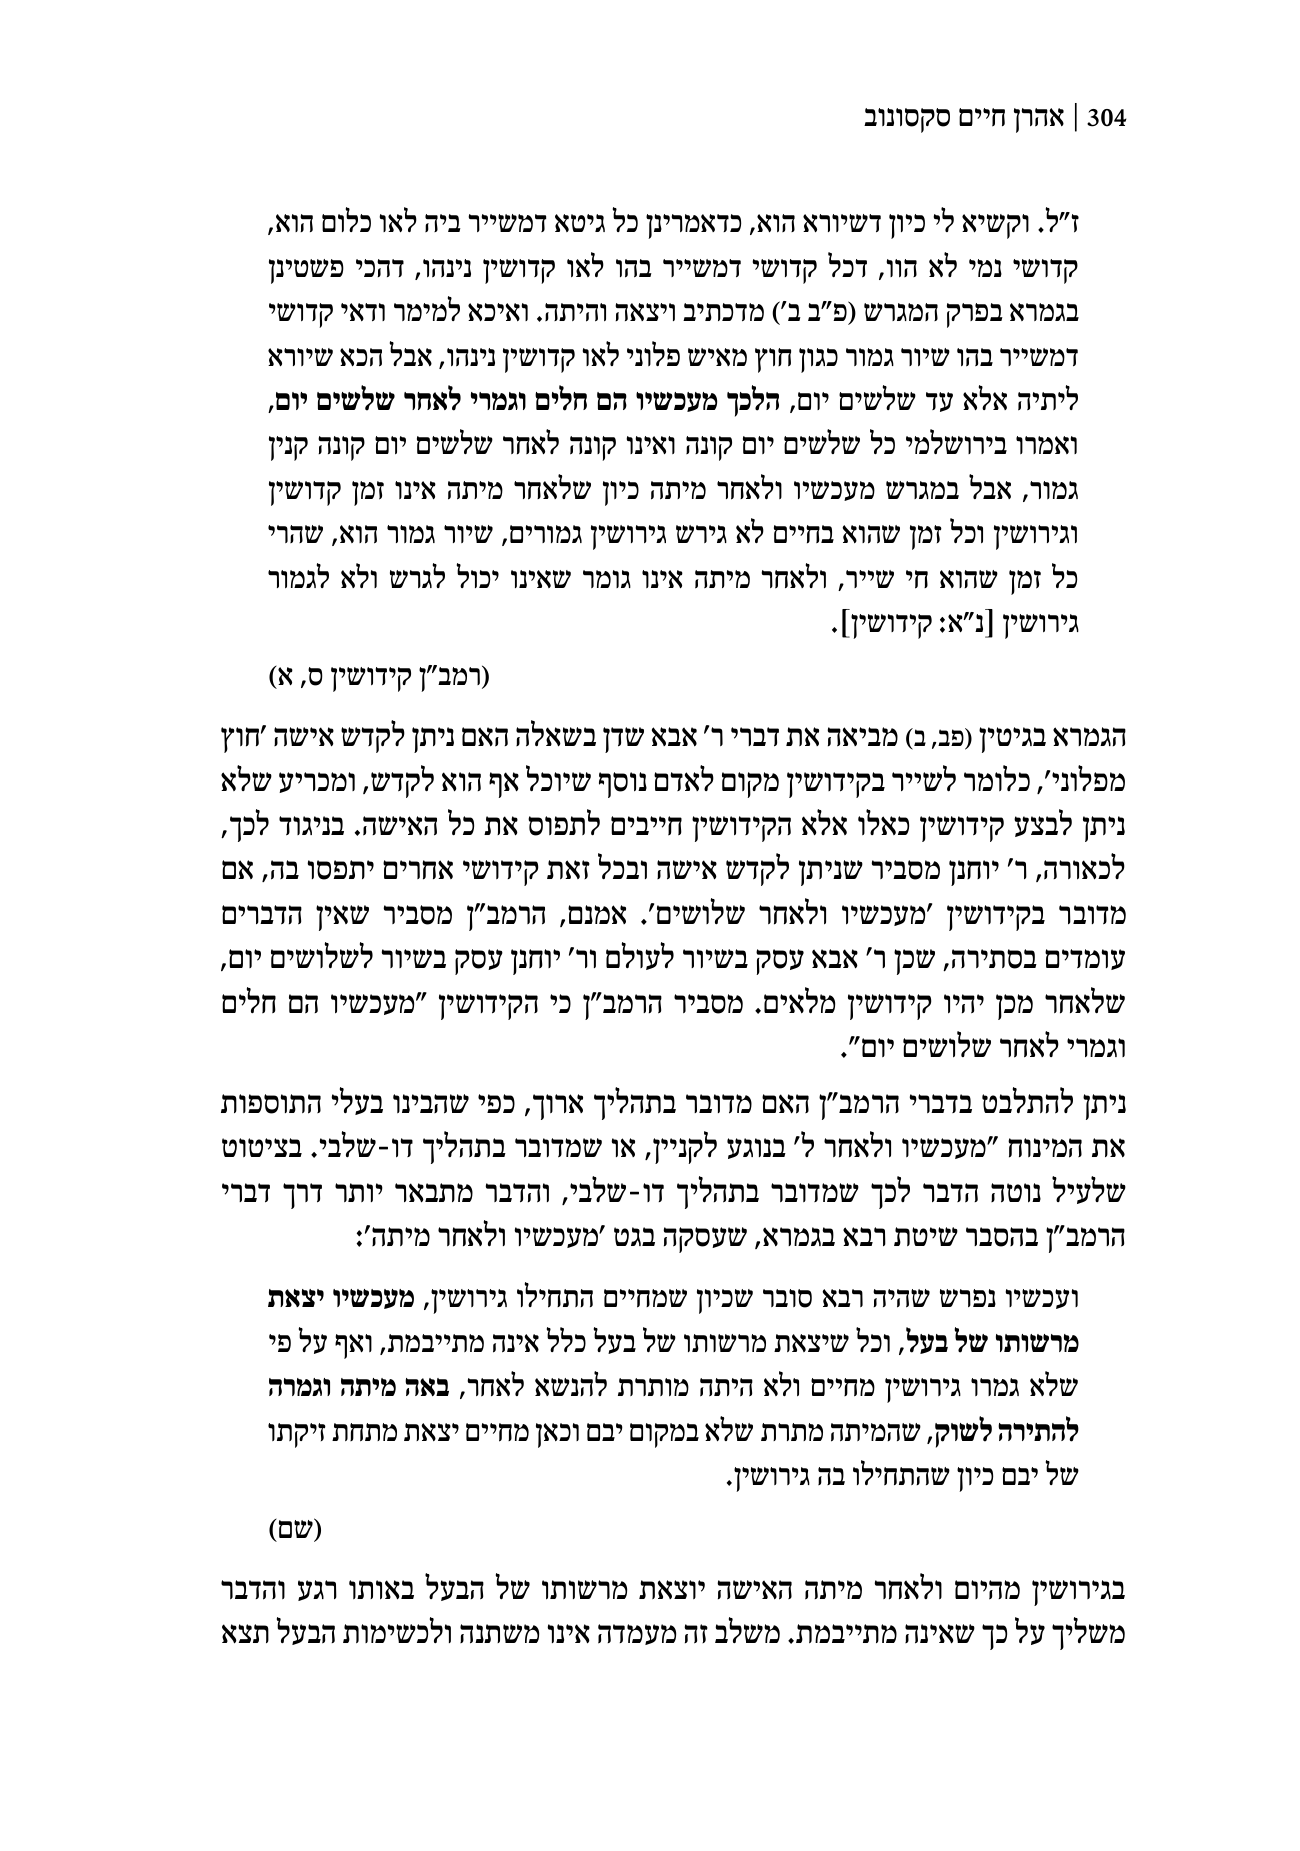 304 | אהרן חיים סקסונוב
ז"ל. וקשיא לי כיון דשיורא הוא, כדאמרינן כל גיטא דמשייר ביה לאו כלום הוא,
קדושי נמי לא הוו, דכל קדושי דמשייר בהו לאו קדושין נינהו, דהכי פשטינן
בגמרא בפרק המגרש (פ"ב ב') מדכתיב ויצאה והיתה. ואיכא למימר ודאי קדושי
דמשייר בהו שיור גמור כגון חוץ מאיש פלוני לאו קדושין נינהו, אבל הכא שיורא
ליתיה אלא עד שלשים יום, הלכך מעכשיו הם חלים וגמרי לאחר שלשים יום,
ואמרו בירושלמי כל שלשים יום קונה ואינו קונה לאחר שלשים יום קונה קנין
גמור, אבל במגרש מעכשיו ולאחר מיתה כיון שלאחר מיתה אינו זמן קדושין
וגירושין וכל זמן שהוא בחיים לא גירש גירושין גמורים, שיור גמור הוא, שהרי
כל זמן שהוא חי שייר, ולאחר מיתה אינו גומר שאינו יכול לגרש ולא לגמור
גירושין [נ"א: קידושין].
(רמב"ן קידושין ס, א)
הגמרא בגיטין (פב, ב) מביאה את דברי ר' אבא שדן בשאלה האם ניתן לקדש אישה 'חוץ
מפלוני', כלומר לשייר בקידושין מקום לאדם נוסף שיוכל אף הוא לקדש, ומכריע שלא
ניתן לבצע קידושין כאלו אלא הקידושין חייבים לתפוס את כל האישה. בניגוד לכך,
לכאורה, ר' יוחנן מסביר שניתן לקדש אישה ובכל זאת קידושי אחרים יתפסו בה, אם
מדובר בקידושין 'מעכשיו ולאחר שלושים'. אמנם, הרמב"ן מסביר שאין הדברים
עומדים בסתירה, שכן ר' אבא עסק בשיור לעולם ור' יוחנן עסק בשיור לשלושים יום,
שלאחר מכן יהיו קידושין מלאים. מסביר הרמב"ן כי הקידושין "מעכשיו הם חלים
וגמרי לאחר שלושים יום".
ניתן להתלבט בדברי הרמב"ן האם מדובר בתהליך ארוך, כפי שהבינו בעלי התוספות
את המינוח "מעכשיו ולאחר ל' בנוגע לקניין, או שמדובר בתהליך דו-שלבי. בציטוט
שלעיל נוטה הדבר לכך שמדובר בתהליך דו-שלבי, והדבר מתבאר יותר דרך דברי
הרמב"ן בהסבר שיטת רבא בגמרא, שעסקה בגט 'מעכשיו ולאחר מיתה':
ועכשיו נפרש שהיה רבא סובר שכיון שמחיים התחילו גירושין, מעכשיו יצאת
מרשותו של בעל, וכל שיצאת מרשותו של בעל כלל אינה מתייבמת, ואף על פי
שלא גמרו גירושין מחיים ולא היתה מותרת להנשא לאחר, באה מיתה וגמרה
להתירה לשוק, שהמיתה מתרת שלא במקום יבם וכאן מחיים יצאת מתחת זיקתו
של יבם כיון שהתחילו בה גירושין.
(שם)
בגירושין מהיום ולאחר מיתה האישה יוצאת מרשותו של הבעל באותו רגע והדבר
משליך על כך שאינה מתייבמת. משלב זה מעמדה אינו משתנה ולכשימות הבעל תצא